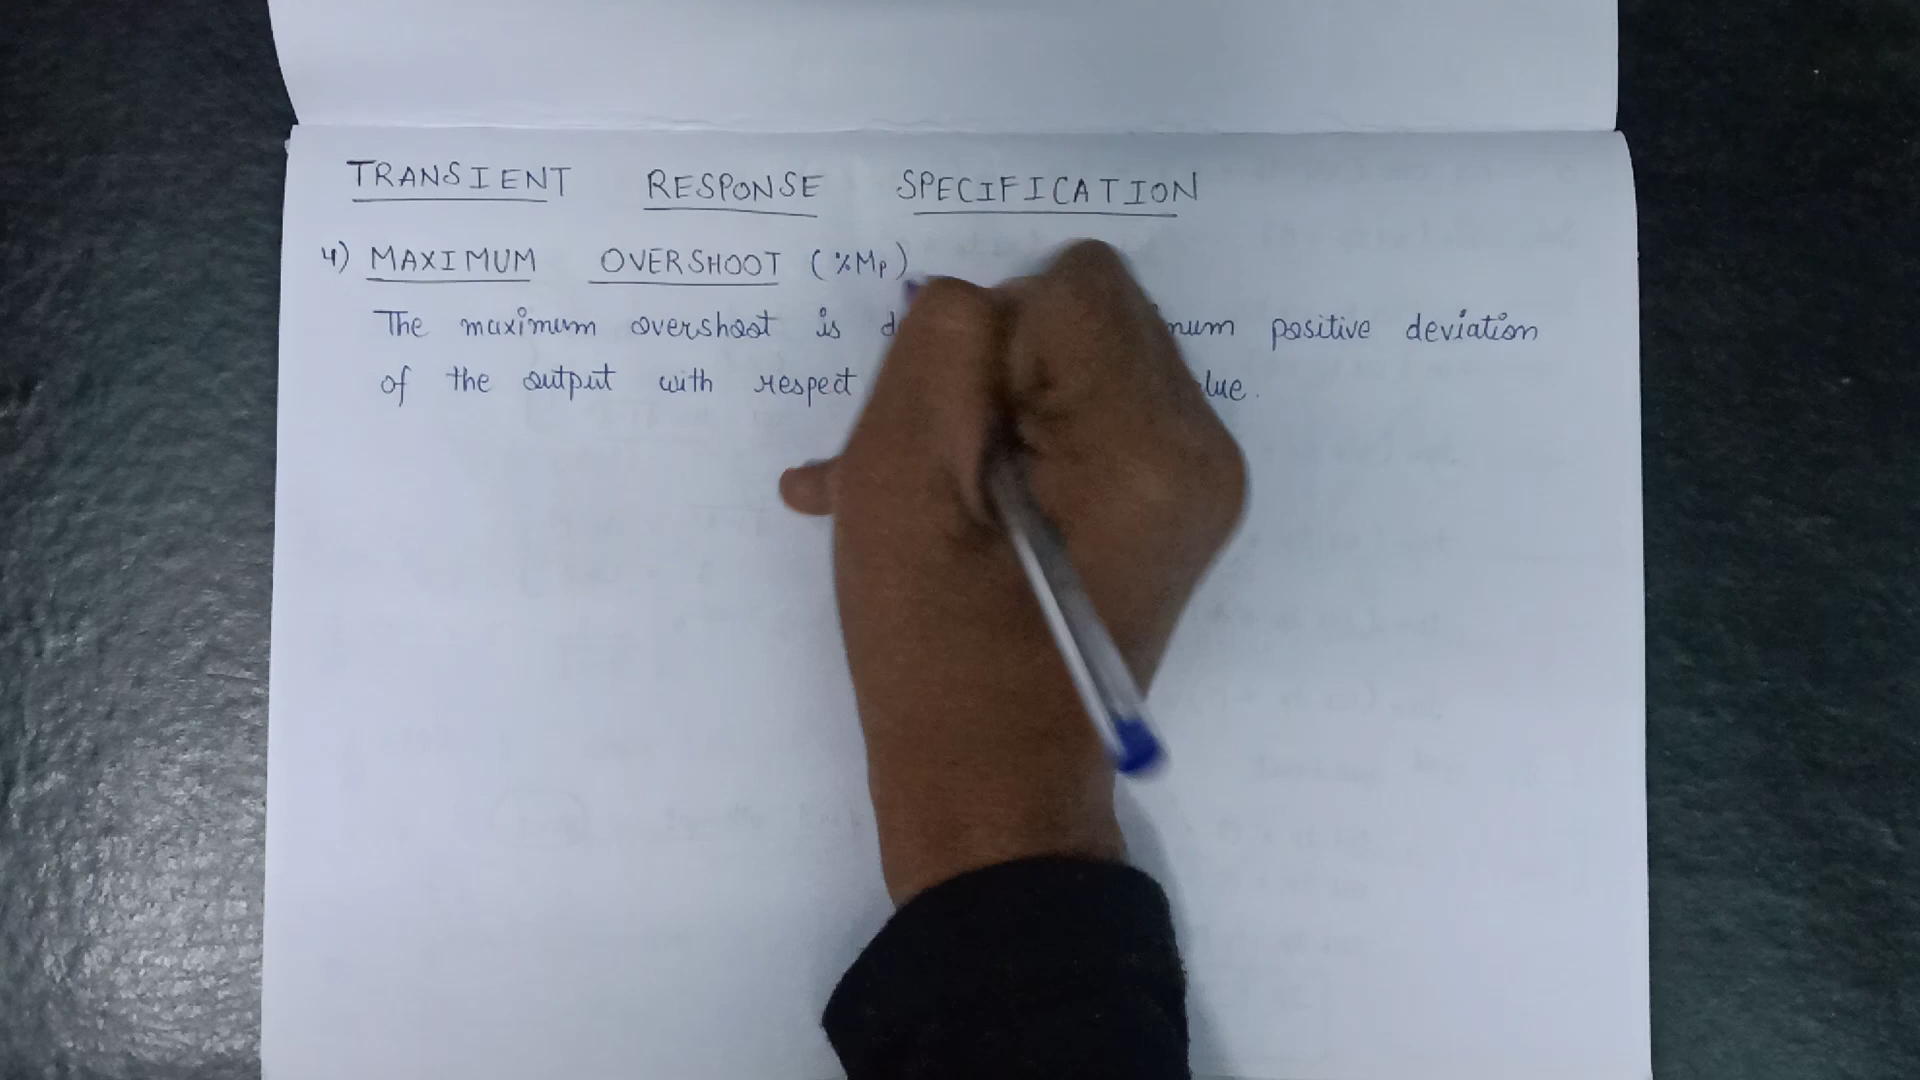 TRANSIENT RESPONSE SPECIFICATION
4) MAXIMUM OVERSHOOT (%Mp)
The maximum overshoot is positive deviation
of the output with respect